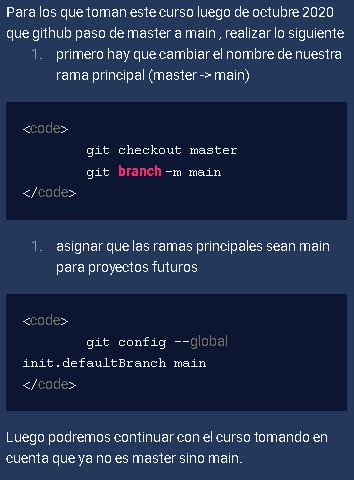 Para los que toman este curso luego de octubre 2020
que github paso de master a main , realizar lo siguiente
1. primero hay que cambiar el nombre de nuestra
rama principal (master -> main)
<code>
git checkout master
git branch -m main
</code>
1. asignar que las ramas principales sean main
para proyectos futuros
<code>
git config --global
init.defaultBranch main
</code>
Luego podremos continuar con el curso tomando en
cuenta que ya no es master sino main.